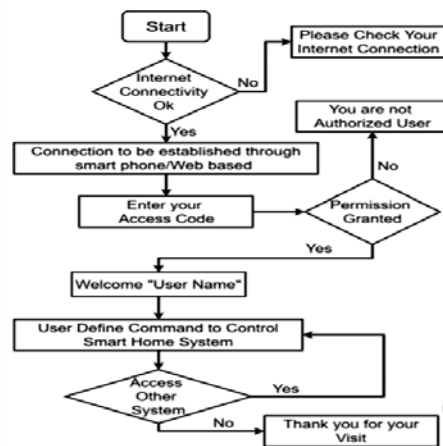 Start
Please Check Your
Internet Connection
Internet
Connectivity
Ok
No
Yes
You are not
Authorized User
Connection to be established through
smart phone/Web based
No
Enter your
Access Code
Permission
Granted
Yes
Welcome "User Name"
User Define Command to Control
Smart Home System
Access
Other
System
Yes
No
Thank you for your
Visit